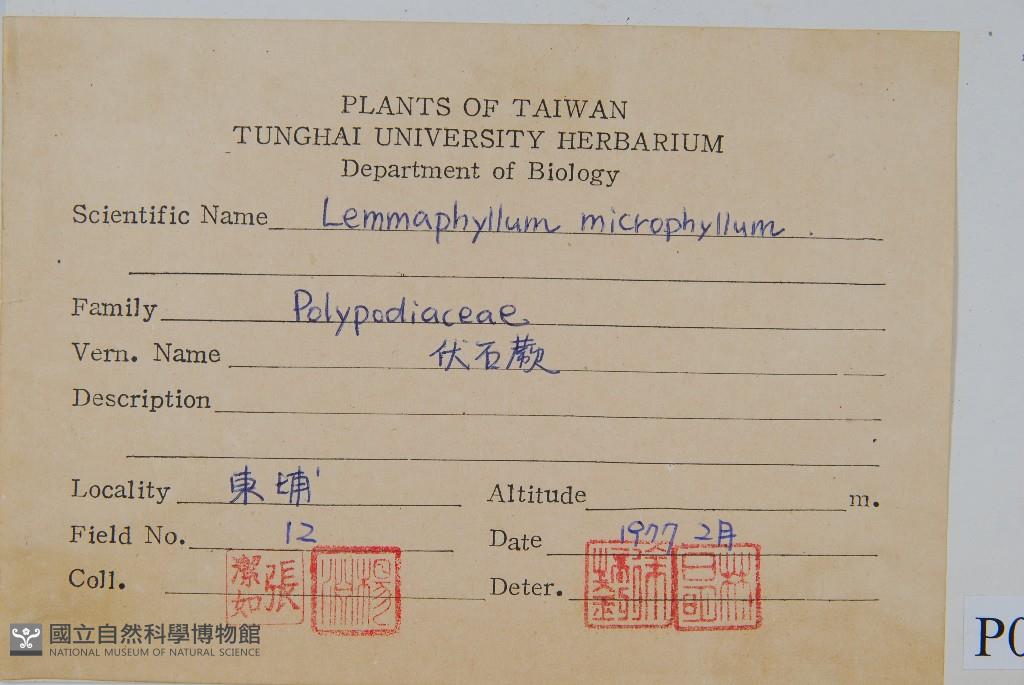 PLANTS OF TAIWAN
TUNGHAI UNIVERSITY HERBARIUM
Department of Biology
Scientific Name Lemmaphyllum microphyllum .
Family Polypodiaceae
Vern. Name 伏石蕨
Description
Locality 東埔 Altitude m.
Field No. 12 Date 1977 2月
Coll. 張潔如 Deter.
國立自然科學博物館
NATIONAL MUSEUM OF NATURAL SCIENCE
P0